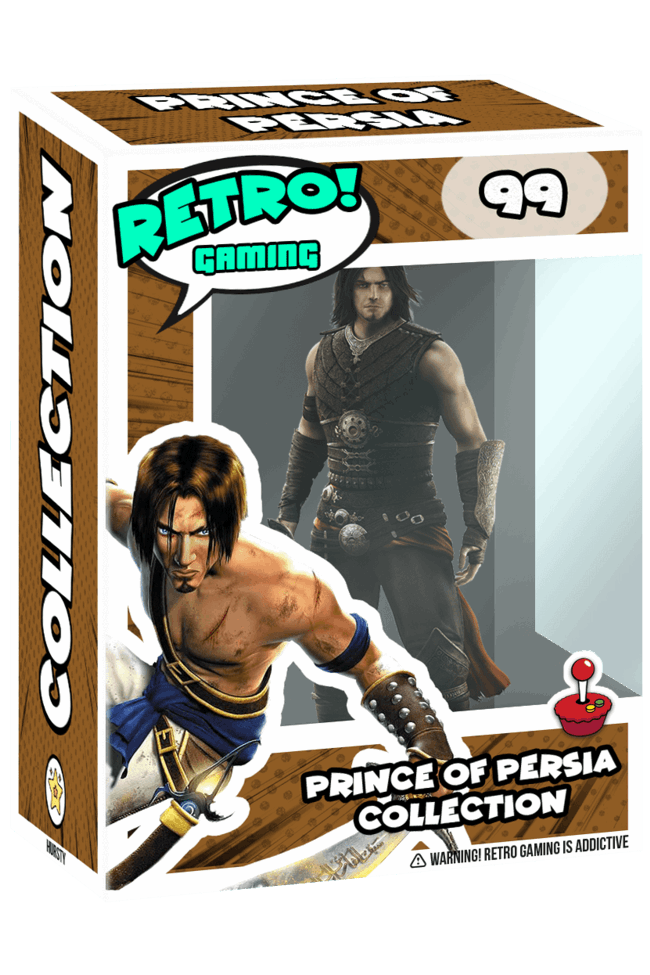 PRINCE OF
PERSIA
RETRO!
GAMING
99
COLLECTION
HURSTY
PRINCE OF PERSIA
COLLECTION
⚠ WARNING! RETRO GAMING IS ADDICTIVE